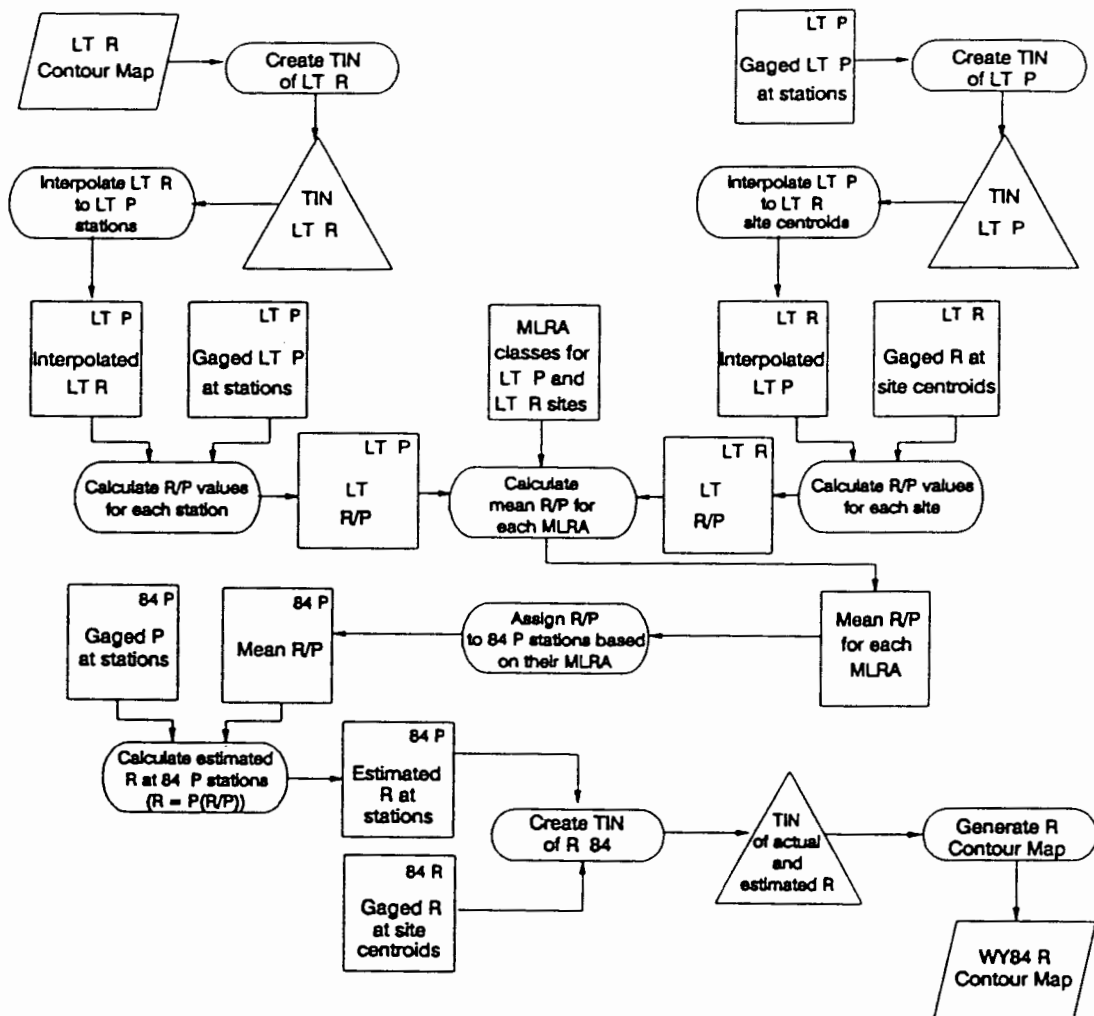 LT R
Contour Map
Create TIN
of LT R
LT P
Gaged LT P
at stations
Create TIN
of LT P
Interpolate LT R
to LT P
stations
TIN
LT R
Interpolate LT P
to LT R
site centroids
TIN
LT P
LT P
Interpolated
LT R
LT P
Gaged LT P
at stations
MLRA
classes for
LT P and
LT R sites
LT R
Interpolated
LT P
LT R
Gaged R at
site centroids
Calculate R/P values
for each station
LT P
LT
R/P
Calculate
mean R/P for
each MLRA
LT R
LT
R/P
Calculate R/P values
for each site
84 P
Gaged P
at stations
84 P
Mean R/P
Assign R/P
to 84 P stations based
on their MLRA
Mean R/P
for each
MLRA
Calculate estimated
R at 84 P stations
(R = P(R/P))
84 P
Estimated
R at
stations
Create TIN
of R 84
TIN
of actual
and
estimated R
Generate R
Contour Map
84 R
Gaged R
at site
centroids
WY84 R
Contour Map